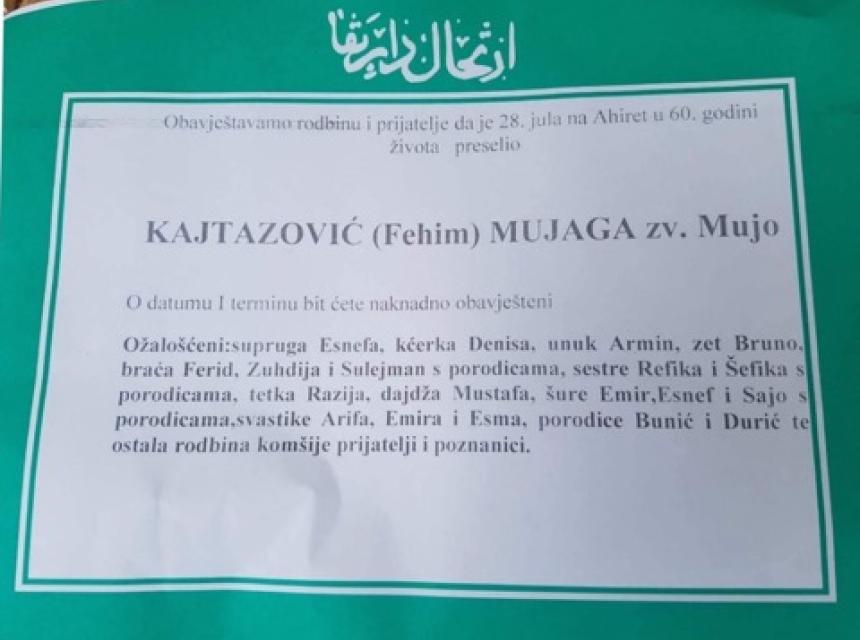 ارتحال دار بقا
Obavještavamo rodbinu i prijatelje da je 28. jula na Ahiret u 60. godini
života preselio
KAJTAZOVIĆ (Fehim) MUJAGA zv. Mujo
O datumu I terminu bit ćete naknadno obavješteni
Ožalošćeni:supruga Esnefa, kćerka Denisa, unuk Armin, zet Bruno,
braća Ferid, Zuhdija i Sulejman s porodicama, sestre Refika i Šefika s
porodicama, tetka Razija, dajdža Mustafa, šure Emir,Esnef i Sajo s
porodicama,svastike Arifa, Emira i Esma, porodice Bunić i Durić te
ostala rodbina komšije prijatelji i poznanici.